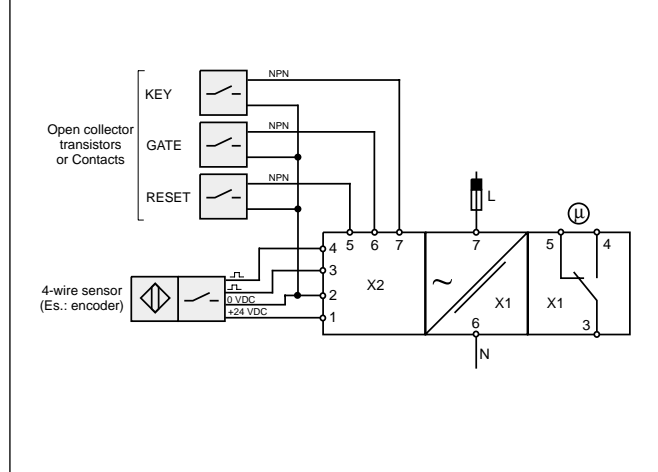 KEY
NPN
Open collector
transistors
or Contacts
GATE
NPN
RESET
NPN
L
μ
4
5
6
7
7
5
4
3
X2
X1
X1
4-wire sensor
(Es.: encoder)
2
0 VDC
+24 VDC
1
6
3
N